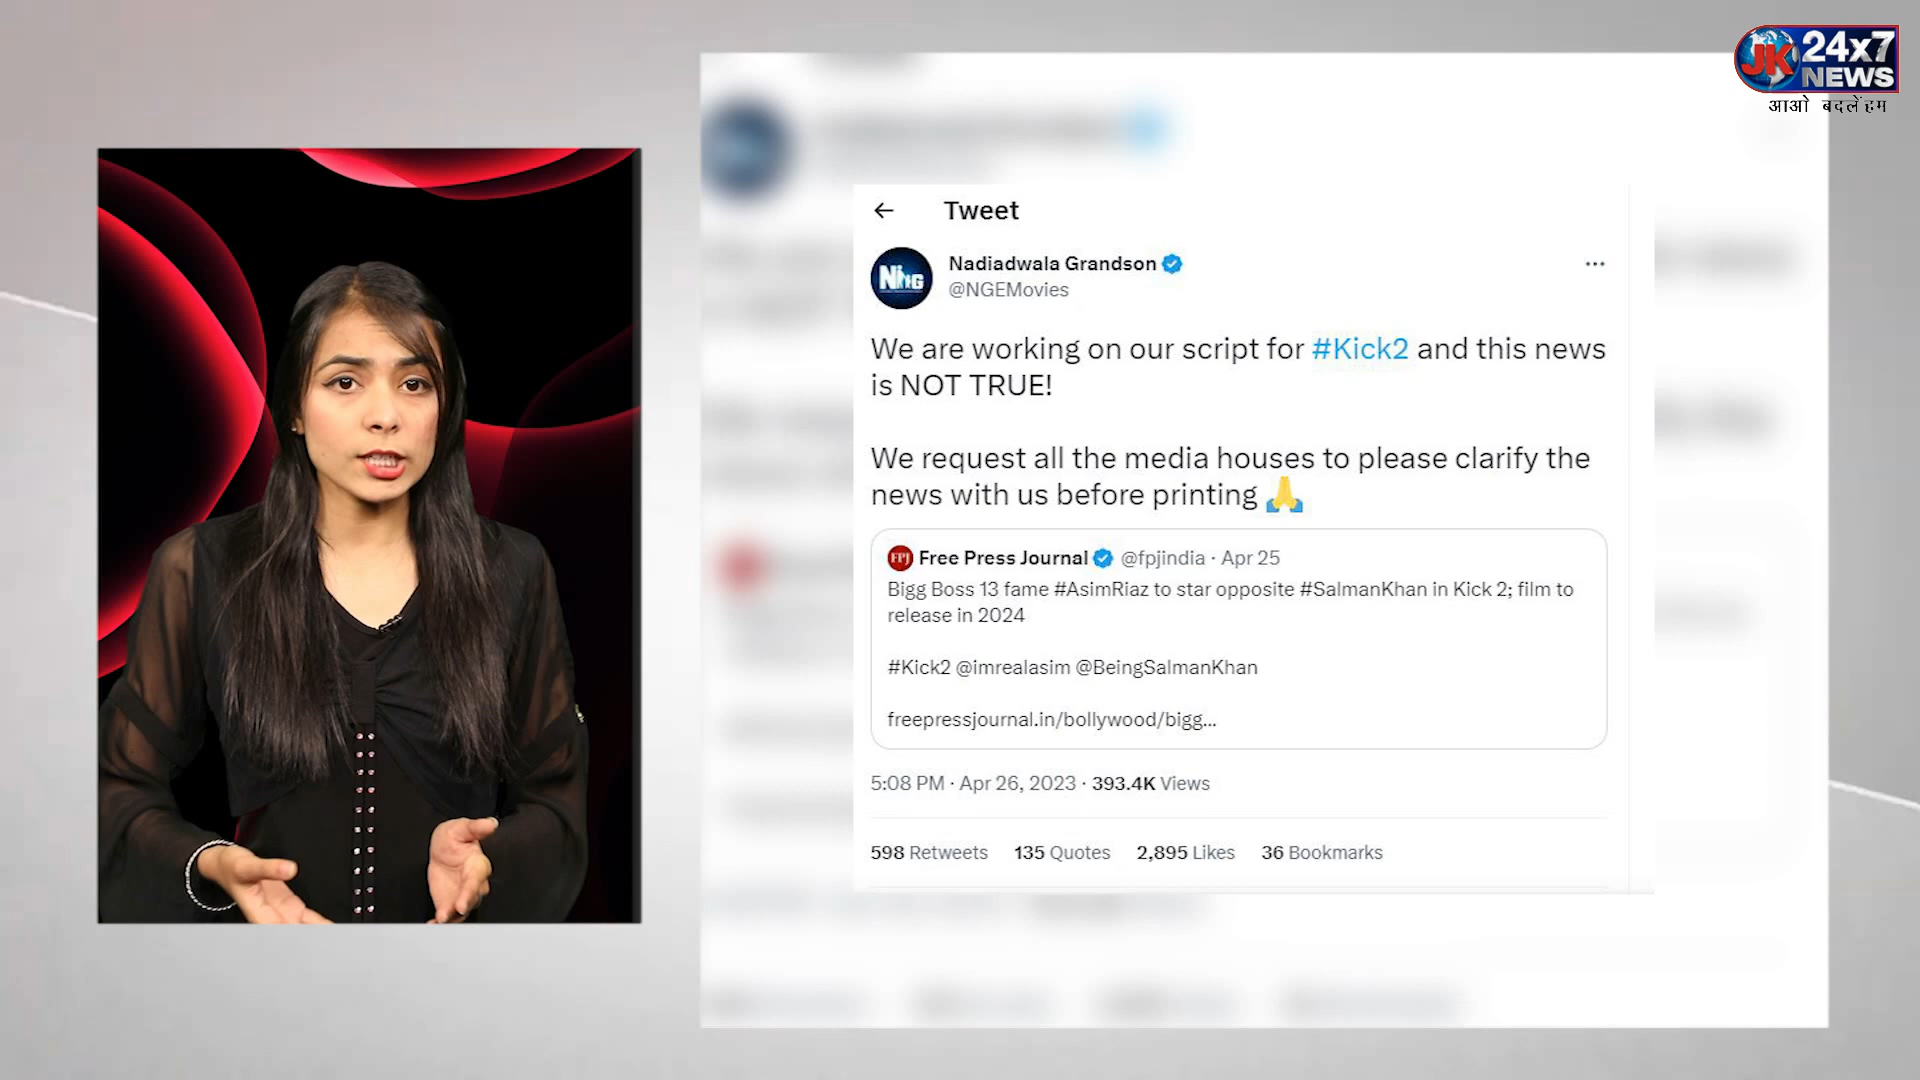 JK 24x7
NEWS
आओ बदलें हम
← Tweet
NG
Nadiadwala Grandson
@NGEMovies
We are working on our script for #Kick2 and this news
is NOT TRUE!
We request all the media houses to please clarify the
news with us before printing 🙏
FPJ Free Press Journal @fpjindia · Apr 25
Bigg Boss 13 fame #AsimRiaz to star opposite #SalmanKhan in Kick 2; film to
release in 2024
#Kick2 @imrealasim @BeingSalmanKhan
freepressjournal.in/bollywood/bigg...
5:08 PM · Apr 26, 2023 · 393.4K Views
598 Retweets 135 Quotes 2,895 Likes 36 Bookmarks